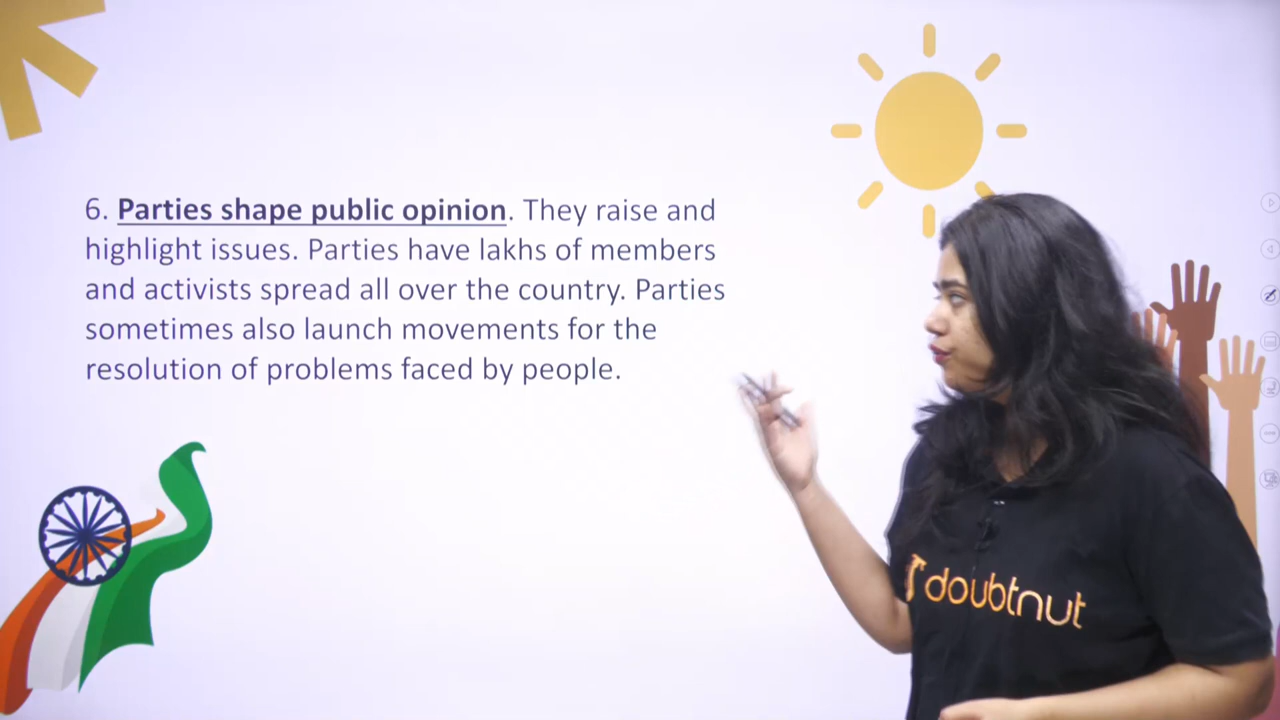 6. Parties shape public opinion. They raise and
highlight issues. Parties have lakhs of members
and activists spread all over the country. Parties
sometimes also launch movements for the
resolution of problems faced by people.
doubtnut